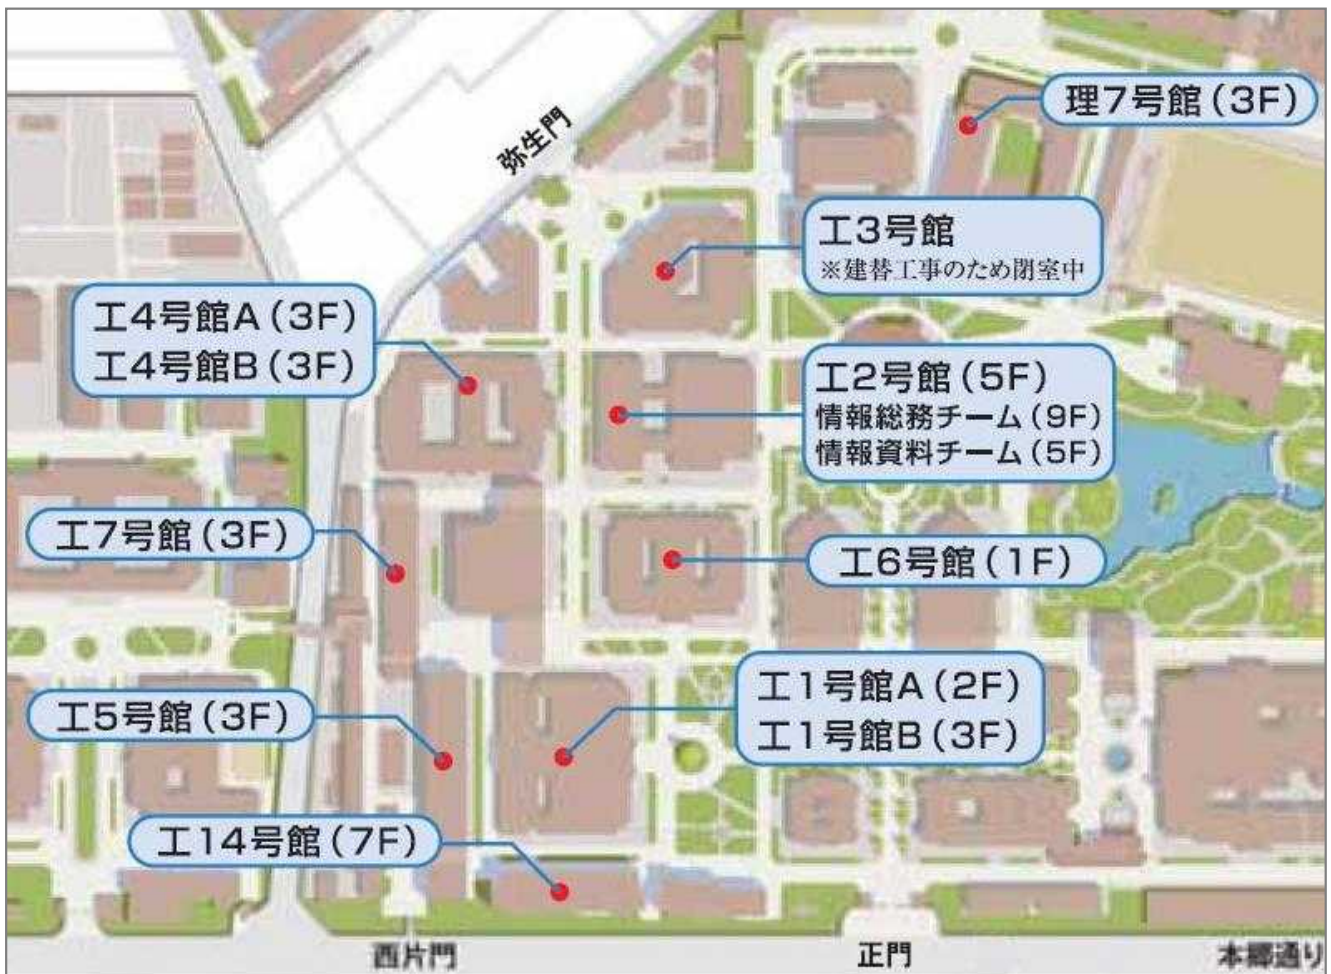 理7号館(3F)
弥生門
工3号館
※建替工事のため閉室中
工4号館A(3F)
工4号館B(3F)
工2号館(5F)
情報総務チーム(9F)
情報資料チーム(5F)
工7号館(3F)
工6号館(1F)
工1号館A(2F)
工1号館B(3F)
工5号館(3F)
工14号館(7F)
西片門
正門
本郷通り